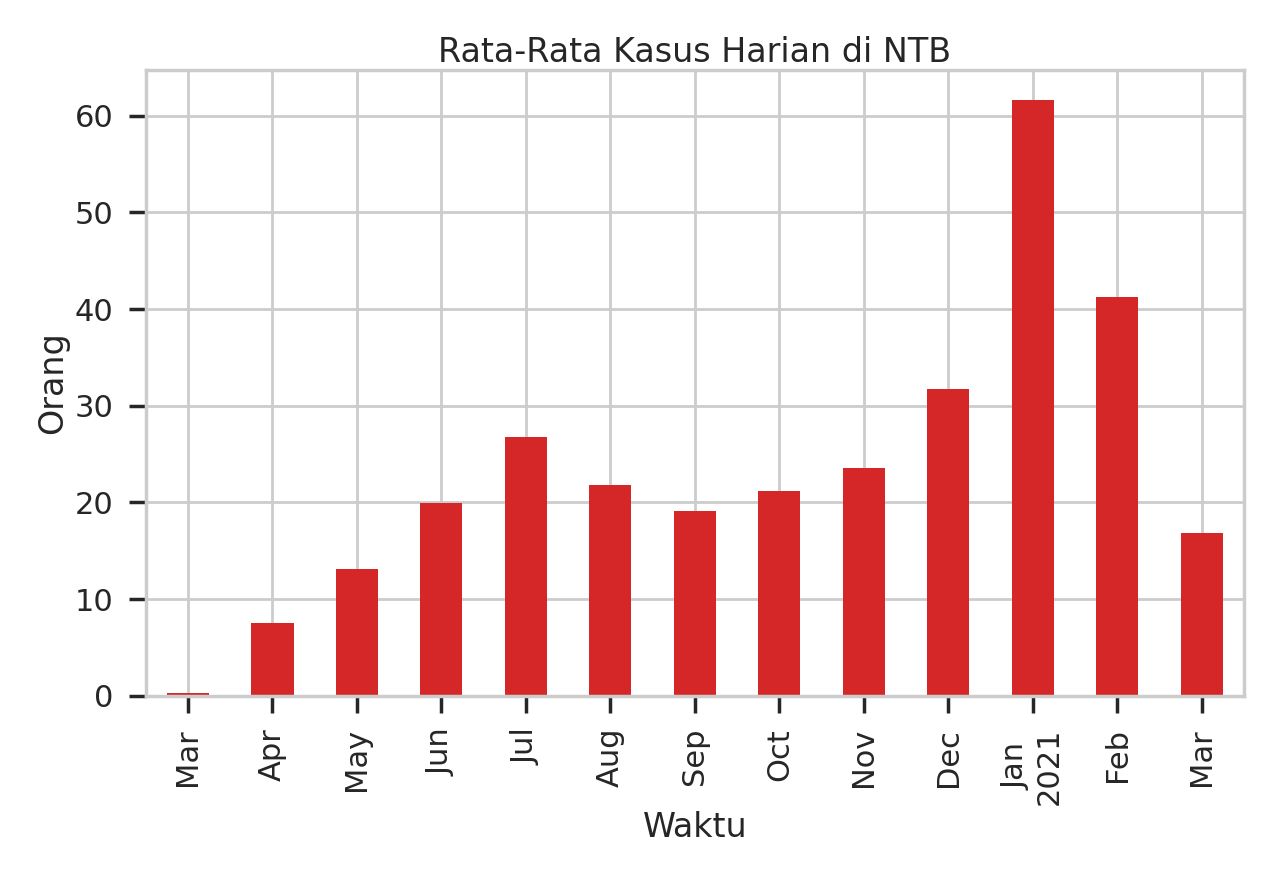 Rata-Rata Kasus Harian di NTB
60
50
40
30
20
10
0
Orang
Mar
Apr
May
Jun
Jul
Aug
Sep
Oct
Nov
Dec
Jan
2021
Feb
Mar
Waktu